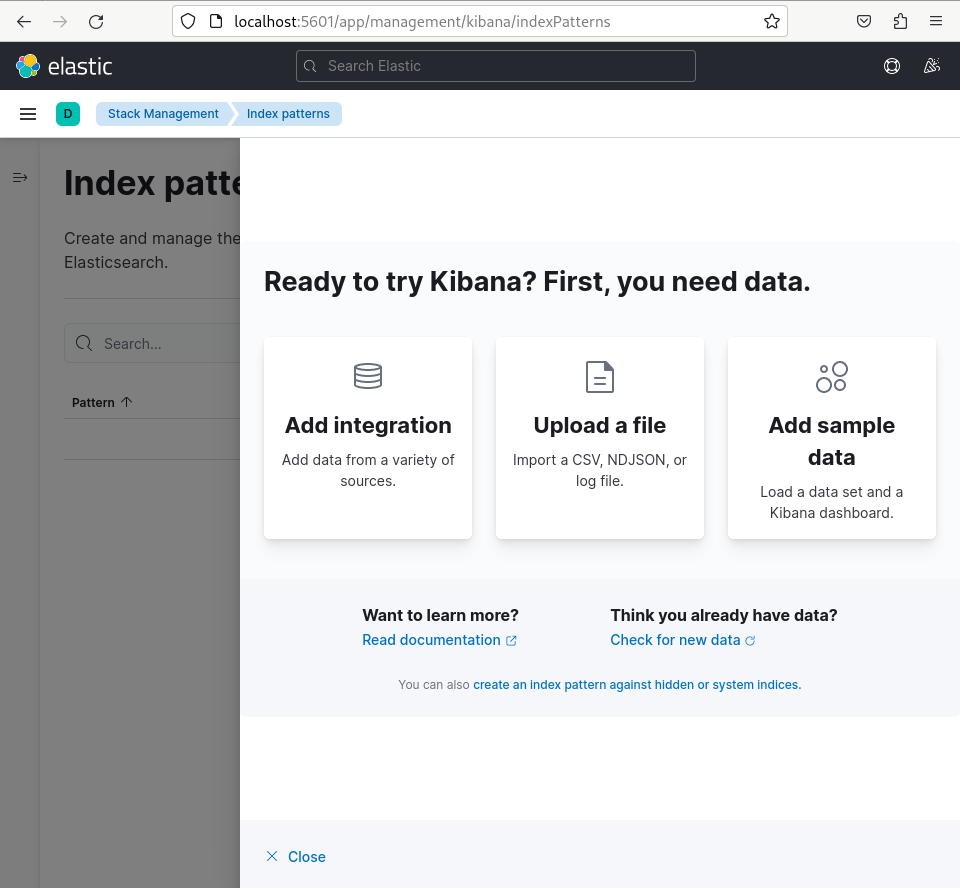 localhost:5601/app/management/kibana/indexPatterns
elastic
Search Elastic
D
Stack Management
Index patterns
Index patte
Create and manage the
Elasticsearch.
Search...
Pattern
Ready to try Kibana? First, you need data.
Add integration
Add data from a variety of
sources.
Upload a file
Import a CSV, NDJSON, or
log file.
Add sample
data
Load a data set and a
Kibana dashboard.
Want to learn more?
Read documentation
Think you already have data?
Check for new data
You can also create an index pattern against hidden or system indices.
Close